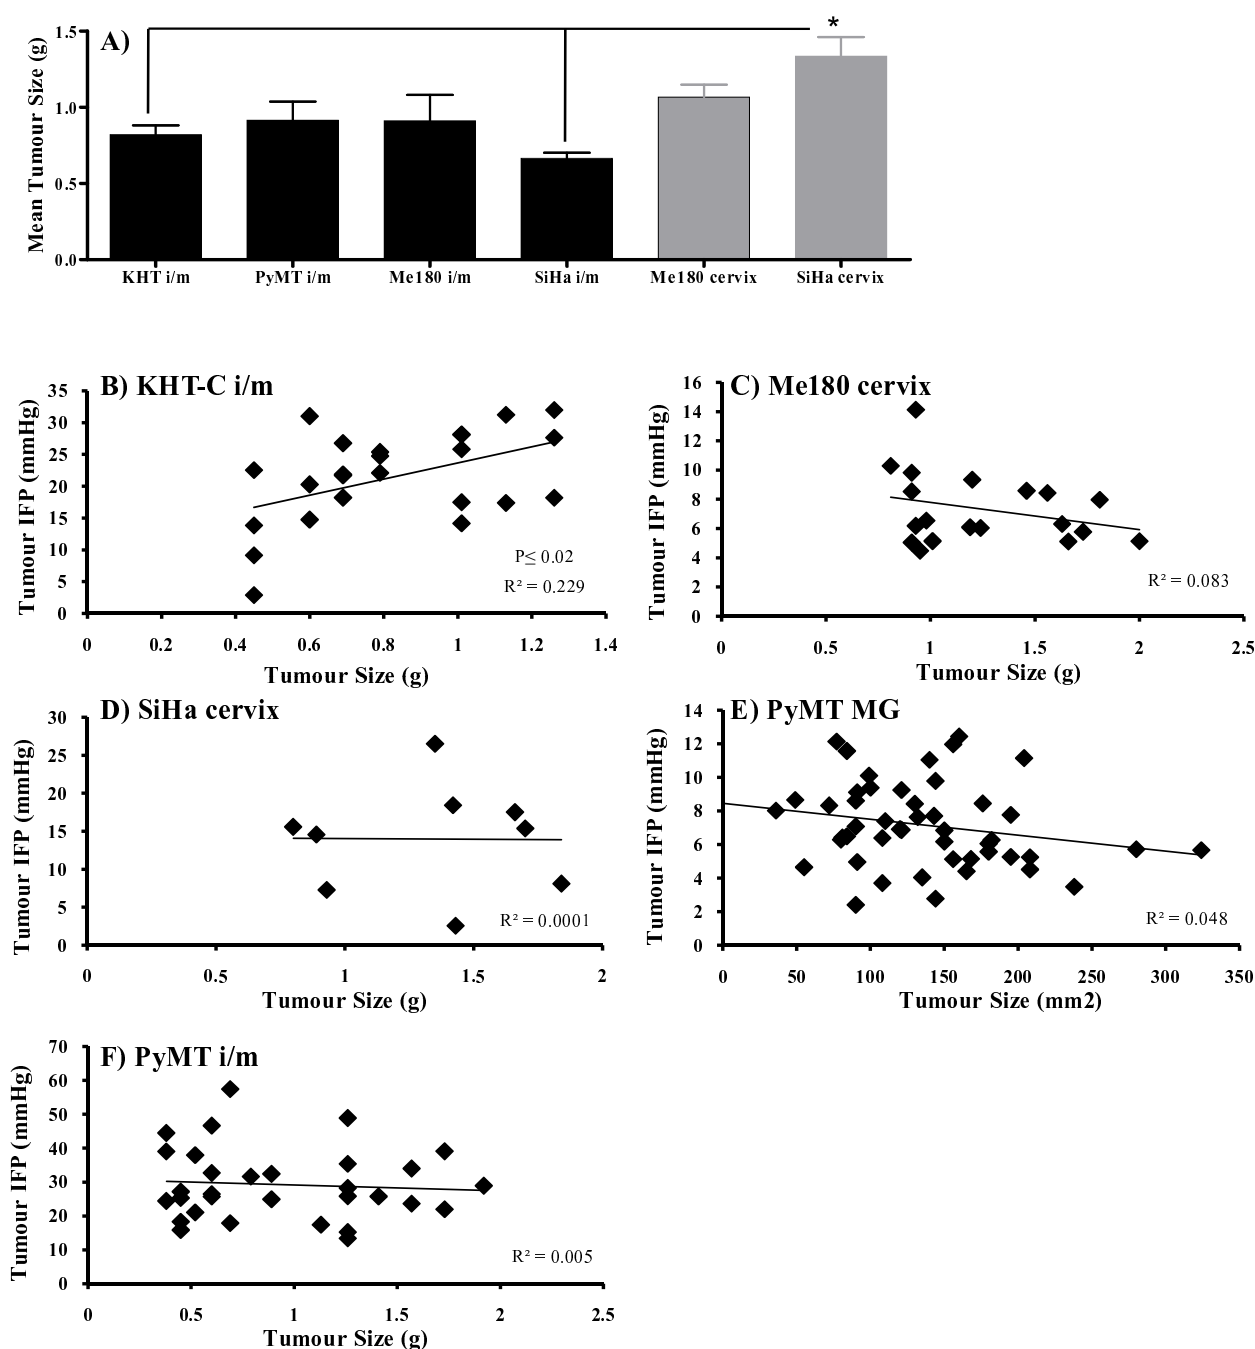 A)
*
Mean Tumour Size (g)
1.5
1.0
0.5
0.0
KHT i/m PyMT i/m Me180 i/m SiHa i/m Me180 cervix SiHa cervix
B) KHT-C i/m
Tumour IFP (mmHg)
35
30
25
20
15
10
5
0
P≤ 0.02
R² = 0.229
0 0.2 0.4 0.6 0.8 1 1.2 1.4
Tumour Size (g)
C) Me180 cervix
Tumour IFP (mmHg)
16
14
12
10
8
6
4
2
0
R² = 0.083
0 0.5 1 1.5 2 2.5
Tumour Size (g)
D) SiHa cervix
Tumour IFP (mmHg)
30
25
20
15
10
5
0
R² = 0.0001
0 0.5 1 1.5 2
Tumour Size (g)
E) PyMT MG
Tumour IFP (mmHg)
14
12
10
8
6
4
2
0
R² = 0.048
0 50 100 150 200 250 300 350
Tumour Size (mm2)
F) PyMT i/m
Tumour IFP (mmHg)
70
60
50
40
30
20
10
0
R² = 0.005
0 0.5 1 1.5 2 2.5
Tumour Size (g)